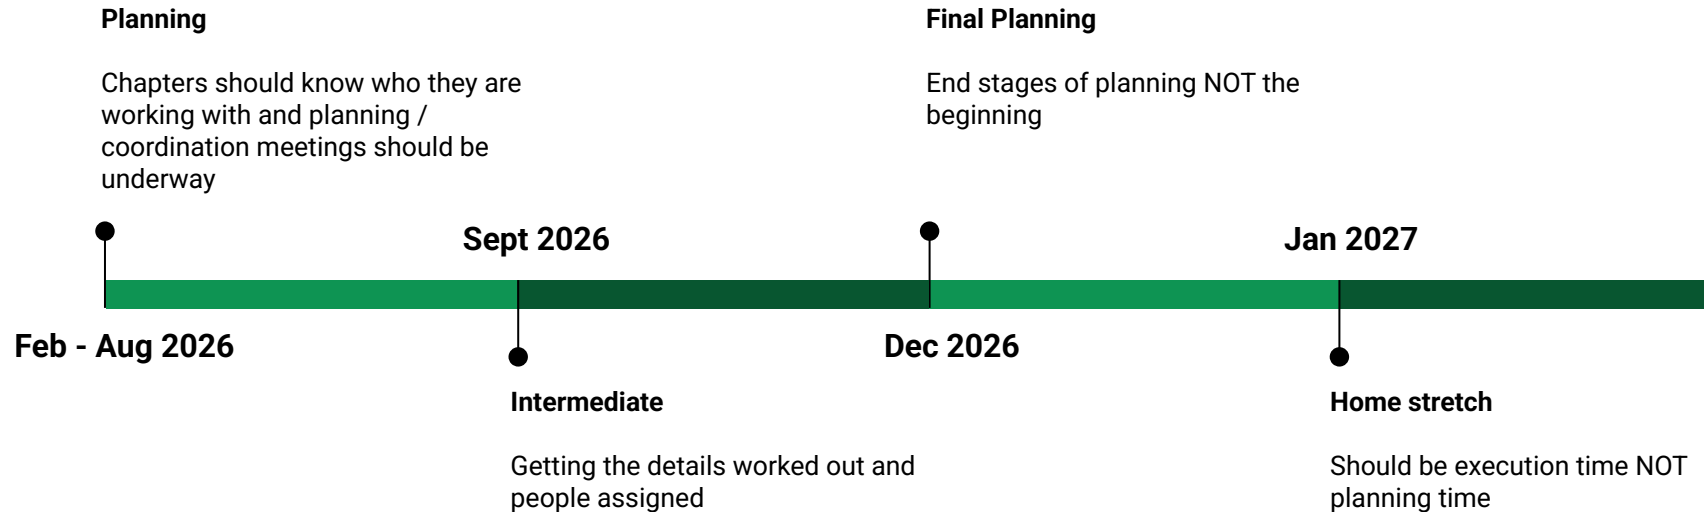 Planning
Chapters should know who they are
working with and planning /
coordination meetings should be
underway
Final Planning
End stages of planning NOT the
beginning
Sept 2026
Jan 2027
Feb - Aug 2026
Dec 2026
Intermediate
Getting the details worked out and
people assigned
Home stretch
Should be execution time NOT
planning time